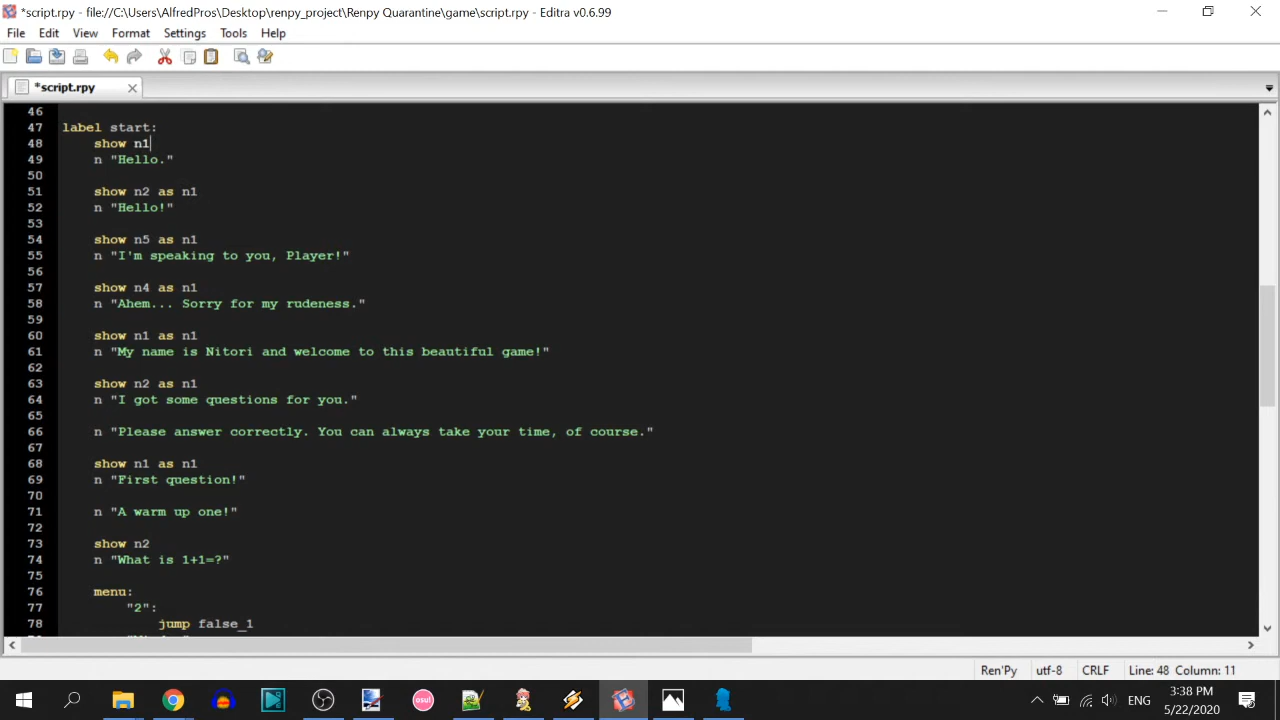 *script.rpy - file://C:\Users\AlfredPros\Desktop\renpy_project\Renpy Quarantine\game\script.rpy - Editra v0.6.99
File Edit View Format Settings Tools Help
*script.rpy
46
47 label start:
48 show n1
49 n "Hello."
50
51 show n2 as n1
52 n "Hello!"
53
54 show n5 as n1
55 n "I'm speaking to you, Player!"
56
57 show n4 as n1
58 n "Ahem... Sorry for my rudeness."
59
60 show n1 as n1
61 n "My name is Nitori and welcome to this beautiful game!"
62
63 show n2 as n1
64 n "I got some questions for you."
65
66 n "Please answer correctly. You can always take your time, of course."
67
68 show n1 as n1
69 n "First question!"
70
71 n "A warm up one!"
72
73 show n2
74 n "What is 1+1=?"
75
76 menu:
77 "2":
78 jump false_1
Ren'Py utf-8 CRLF Line: 48 Column: 11
osu!
ENG
3:38 PM
5/22/2020